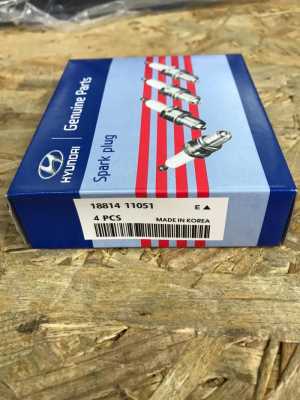 HYUNDAI
Genuine Parts
Spark plug
18814 11051 E ▲
4 PCS MADE IN KOREA